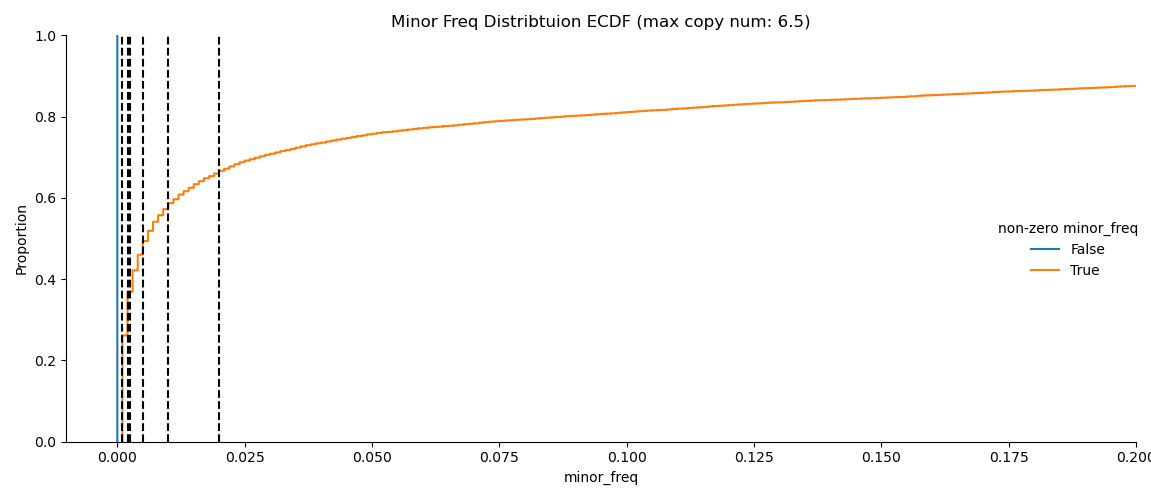 Minor Freq Distribtuion ECDF (max copy num: 6.5)
1.0
0.8
0.6
0.4
0.2
0.0
Proportion
non-zero minor_freq
False
True
0.000 0.025 0.050 0.075 0.100 0.125 0.150 0.175 0.200
minor_freq